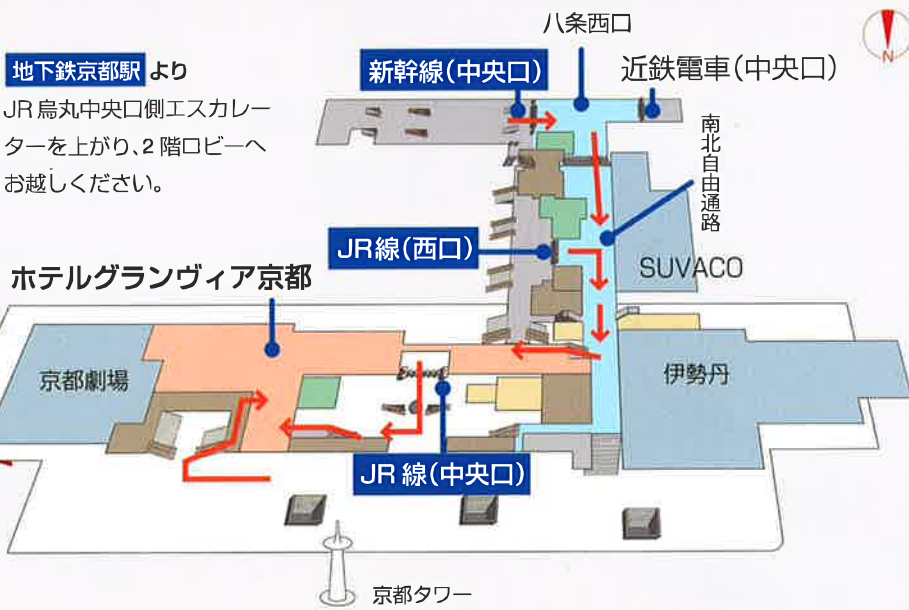 八条西口
N
地下鉄京都駅 より
JR 烏丸中央口側エスカレー
ターを上がり、2 階ロビーへ
お越しください。
新幹線(中央口)
近鉄電車(中央口)
南北自由通路
JR線(西口)
SUVACO
ホテルグランヴィア京都
京都劇場
伊勢丹
JR 線(中央口)
京都タワー